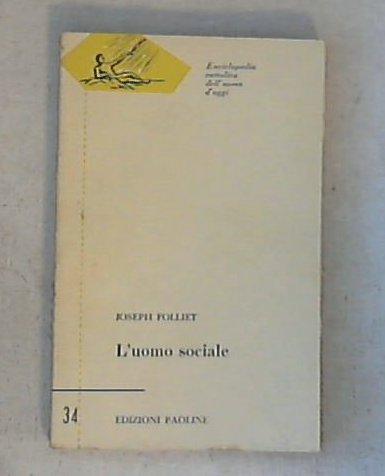 Enciclopedia
cattolica
dell'uomo
d'oggi
JOSEPH FOLLIET
L'uomo sociale
34
EDIZIONI PAOLINE